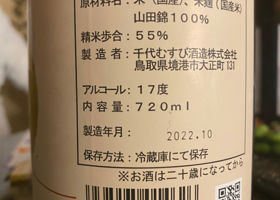 原材料名：米（国産）、米麹（国産米）
山田錦100%
精米歩合：55%
製造者：千代むすび酒造株式会社
鳥取県境港市大正町131
アルコール：17度
内容量：720ml
製造年月：
2022.10
保存方法：冷蔵庫にて保存
※お酒は二十歳になってから